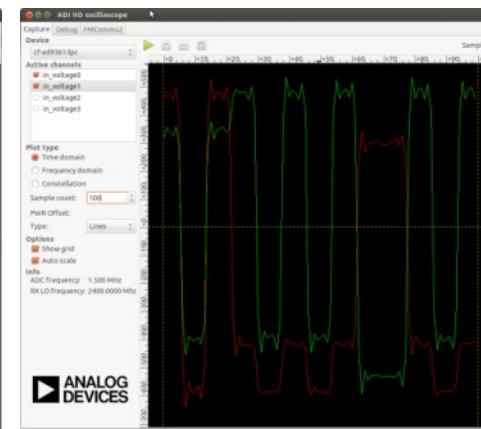 ADI IIO oscilloscope
Capture Debug FMComms2
Device
cf-ad9361-lpc
Active channels
in_voltage0
in_voltage1
in_voltage2
in_voltage3
Plot type
Time domain
Frequency domain
Constellation
Sample count: 100
PWR Offset:
Type: Lines
Options
Show grid
Auto scale
Info
ADC Frequency: 1.500 MHz
RX LO Frequency: 2400.0000 Mhz
ANALOG
DEVICES
Sampl